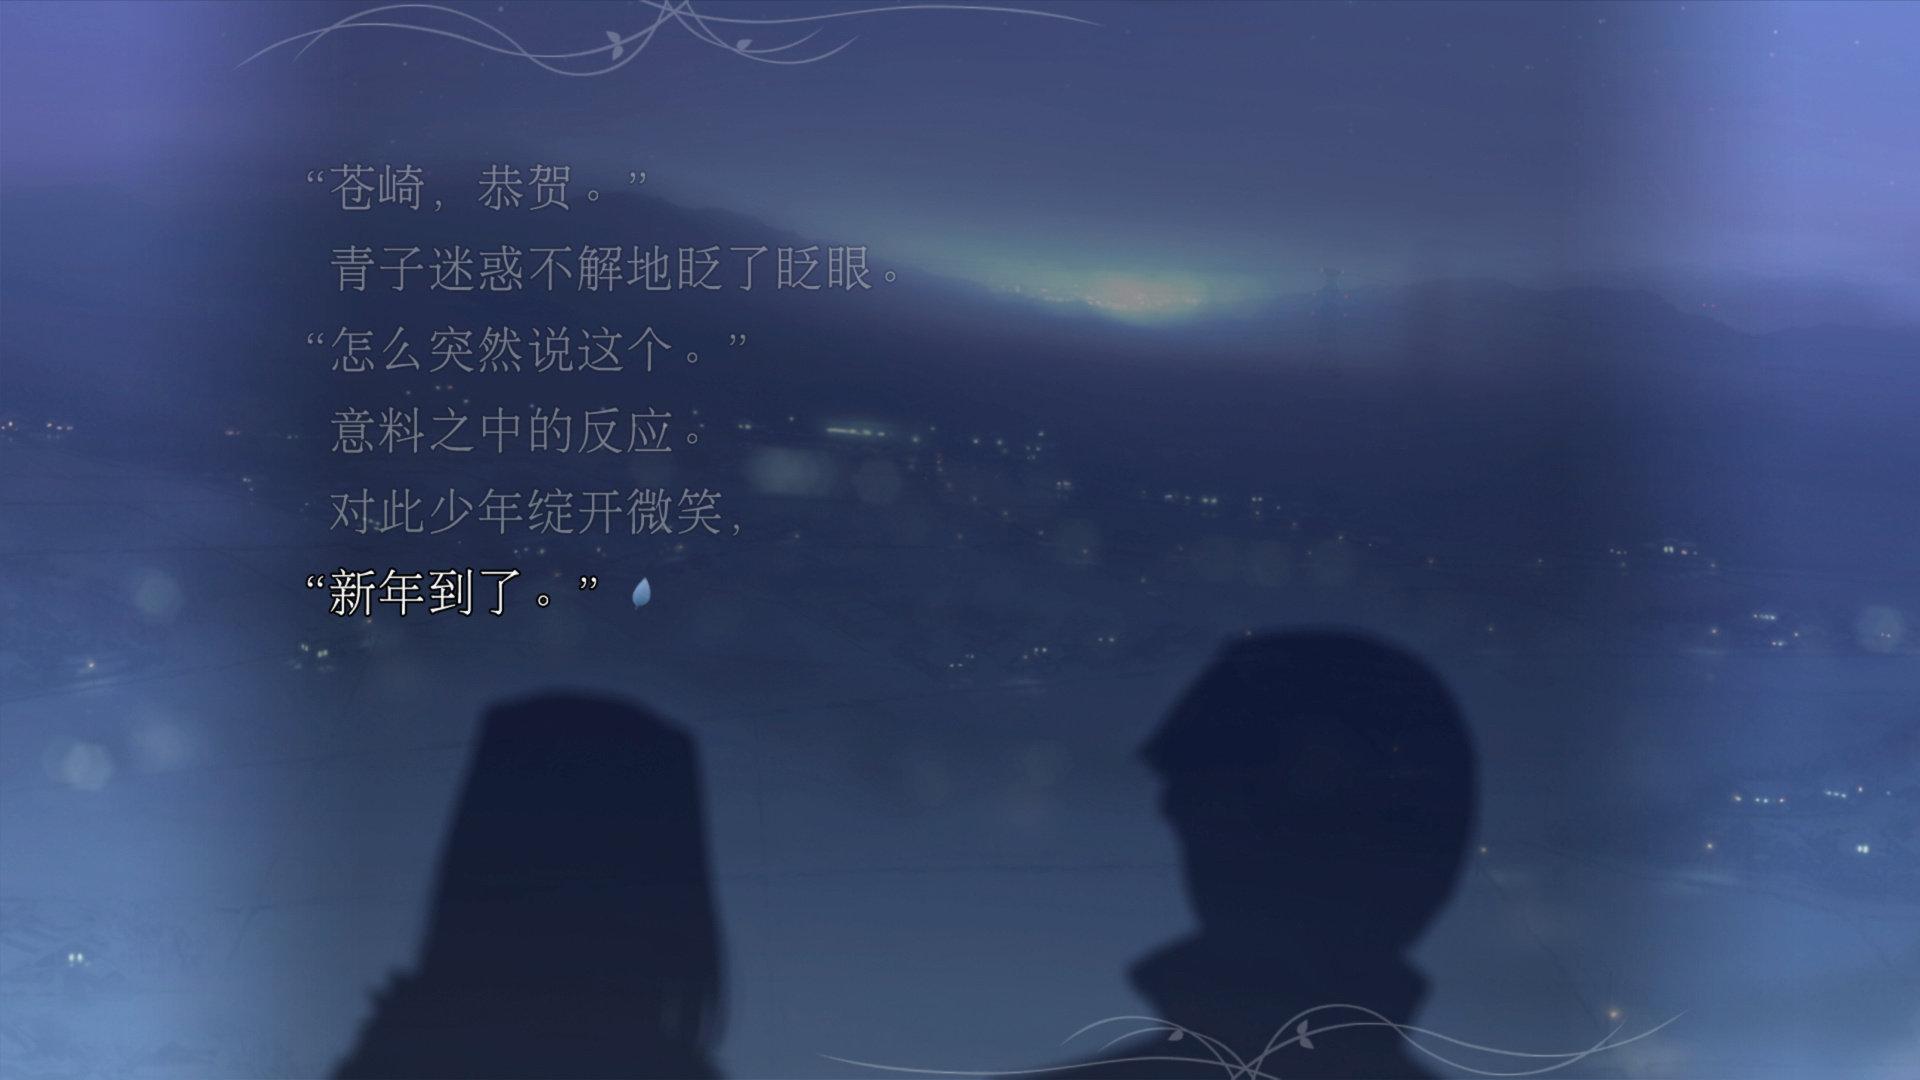 “苍崎，恭贺。”
青子迷惑不解地眨了眨眼。
“怎么突然说这个。”
意料之中的反应。
对此少年绽开微笑，
“新年到了。”